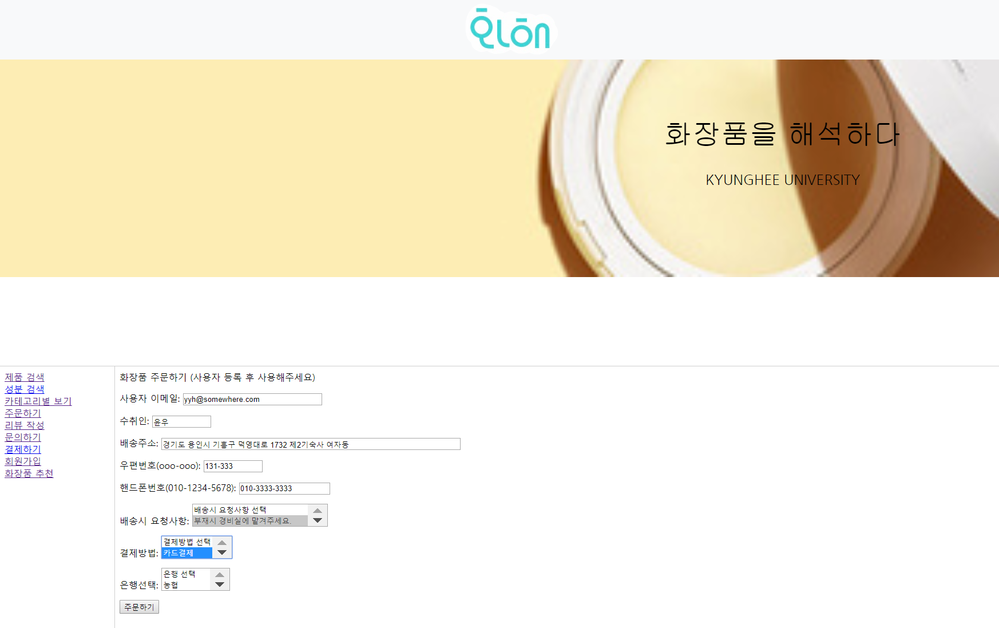 화장품을 해석하다
KYUNGHEE UNIVERSITY
제품 검색
성분 검색
카테고리별 보기
주문하기
리뷰 작성
문의하기
결제하기
회원가입
화장품 추천
화장품 주문하기 (사용자 등록 후 사용해주세요)
사용자 이메일: yyh@somewhere.com
수취인: 윤우
배송주소: 경기도 용인시 기흥구 덕영대로 1732 제2기숙사 여자동
우편번호(ooo-ooo): 131-333
핸드폰번호(010-1234-5678): 010-3333-3333
배송시 요청사항: 배송시 요청사항 선택
부재시 경비실에 맡겨주세요.
결제방법: 결제방법 선택
카드결제
은행선택: 은행 선택
농협
주문하기